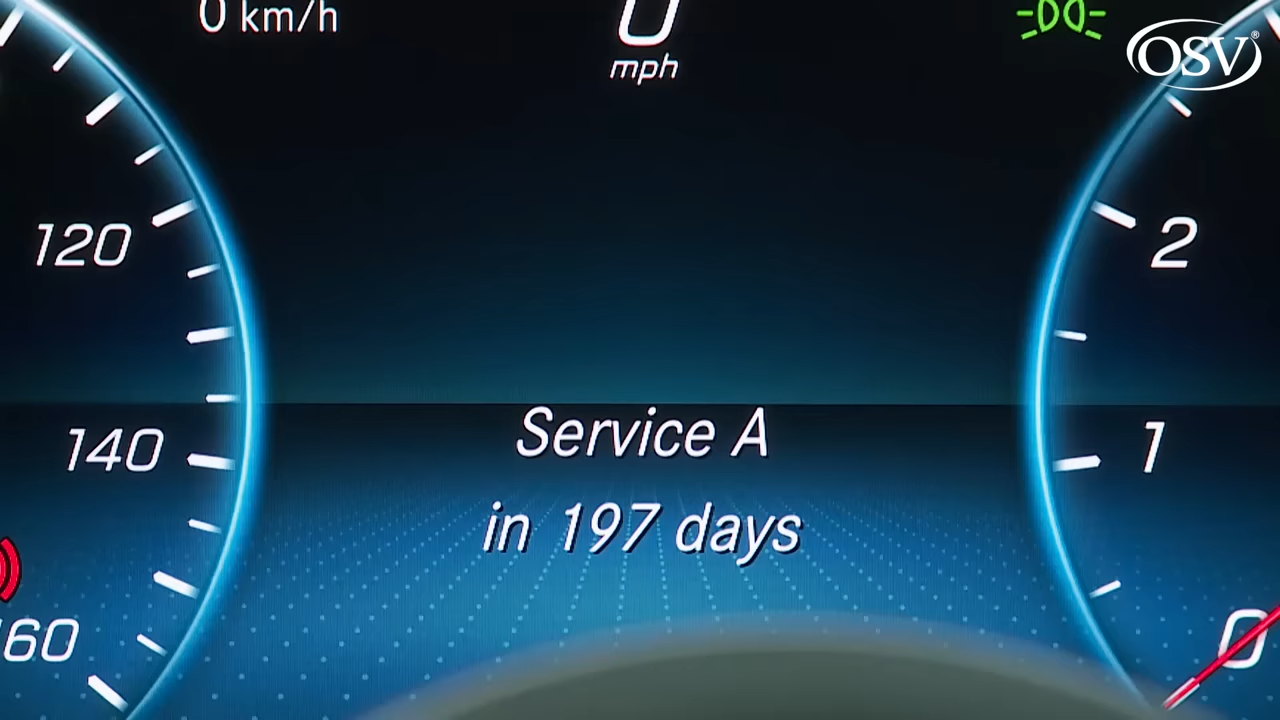 0 km/h
0
mph
OSV®
120
2
140
1
Service A
in 197 days
160
0